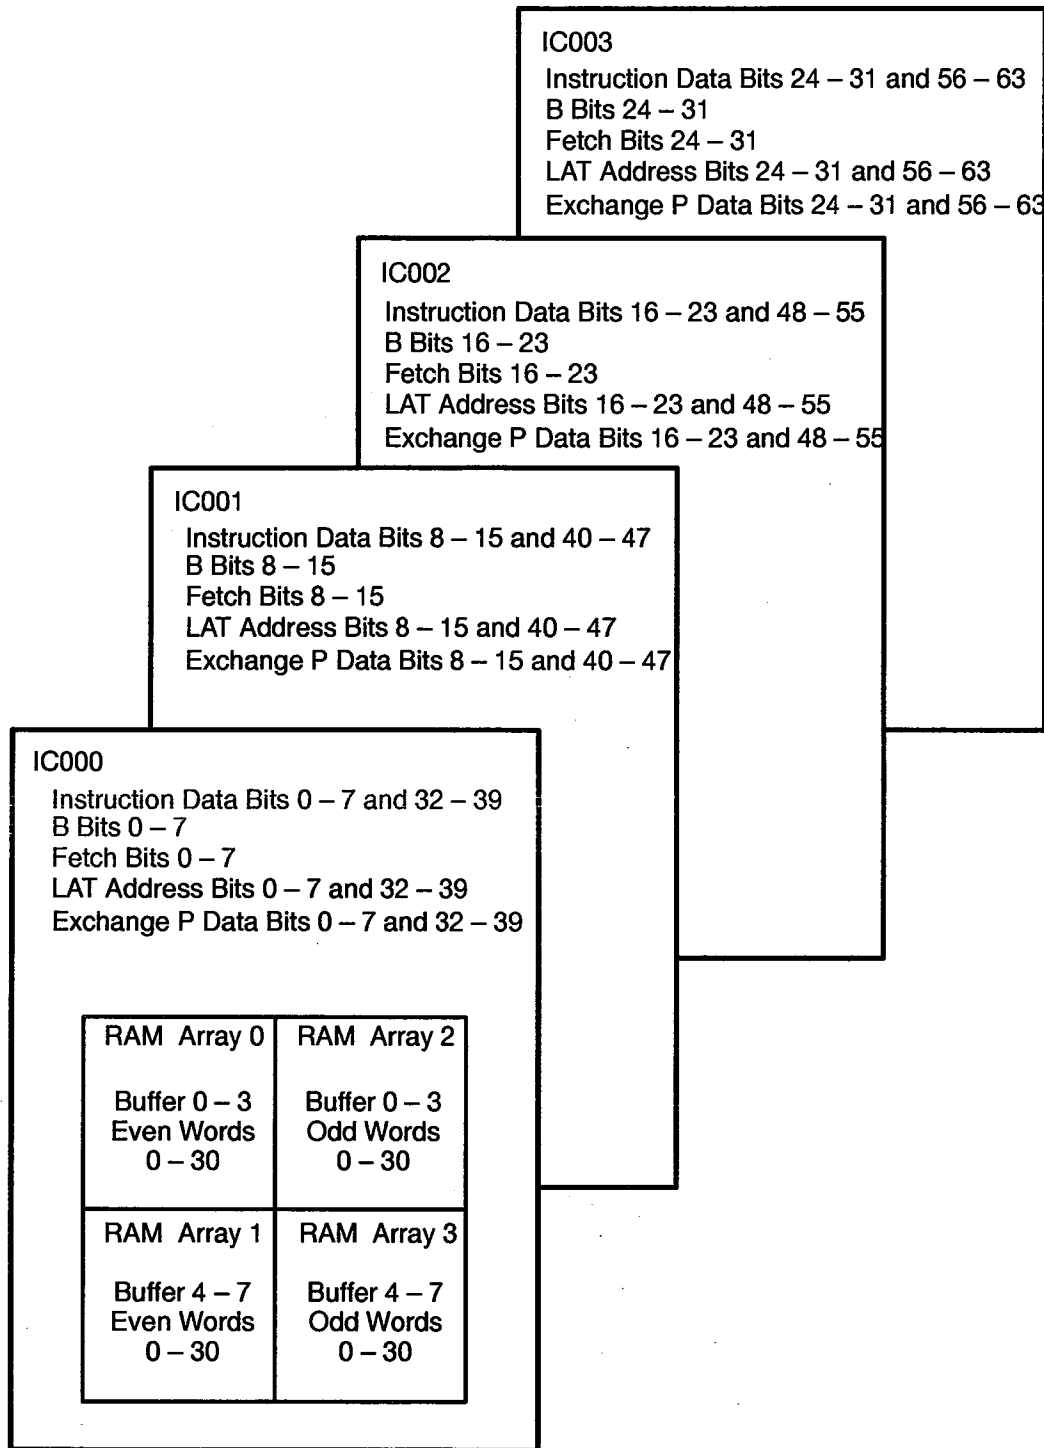 IC003
Instruction Data Bits 24 – 31 and 56 – 63
B Bits 24 – 31
Fetch Bits 24 – 31
LAT Address Bits 24 – 31 and 56 – 63
Exchange P Data Bits 24 – 31 and 56 – 63
IC002
Instruction Data Bits 16 – 23 and 48 – 55
B Bits 16 – 23
Fetch Bits 16 – 23
LAT Address Bits 16 – 23 and 48 – 55
Exchange P Data Bits 16 – 23 and 48 – 55
IC001
Instruction Data Bits 8 – 15 and 40 – 47
B Bits 8 – 15
Fetch Bits 8 – 15
LAT Address Bits 8 – 15 and 40 – 47
Exchange P Data Bits 8 – 15 and 40 – 47
IC000
Instruction Data Bits 0 – 7 and 32 – 39
B Bits 0 – 7
Fetch Bits 0 – 7
LAT Address Bits 0 – 7 and 32 – 39
Exchange P Data Bits 0 – 7 and 32 – 39
RAM Array 0
Buffer 0 – 3
Even Words
0 – 30
RAM Array 2
Buffer 0 – 3
Odd Words
0 – 30
RAM Array 1
Buffer 4 – 7
Even Words
0 – 30
RAM Array 3
Buffer 4 – 7
Odd Words
0 – 30